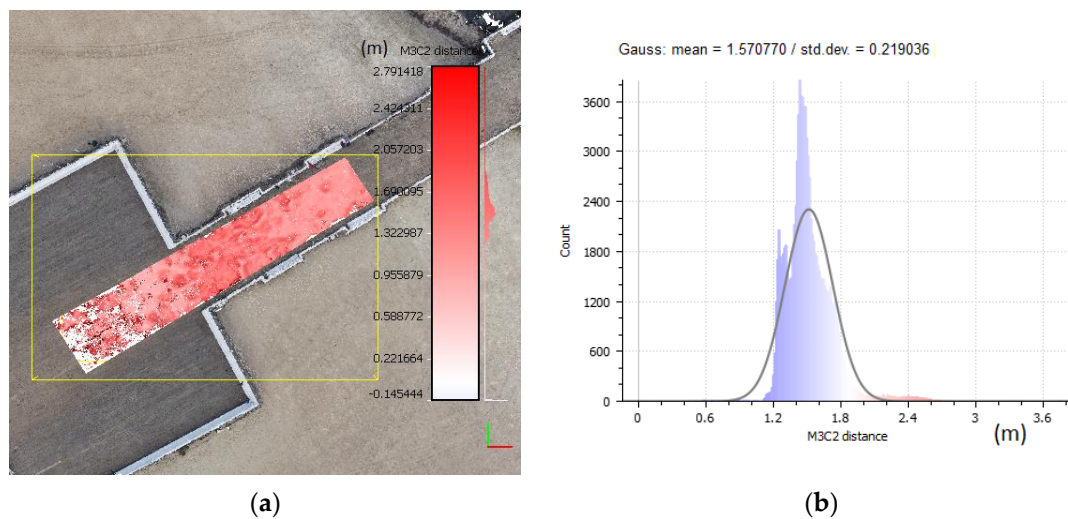 (m)
M3C2 distance
2.791418
2.424311
2.057203
1.690095
1.322987
0.955879
0.588772
0.221664
-0.145444
(a)
Gauss: mean = 1.570770 / std.dev. = 0.219036
3600
3000
2400
1800
1200
600
0
Count
0 0.6 1.2 1.8 2.4 3 3.6
M3C2 distance (m)
(b)